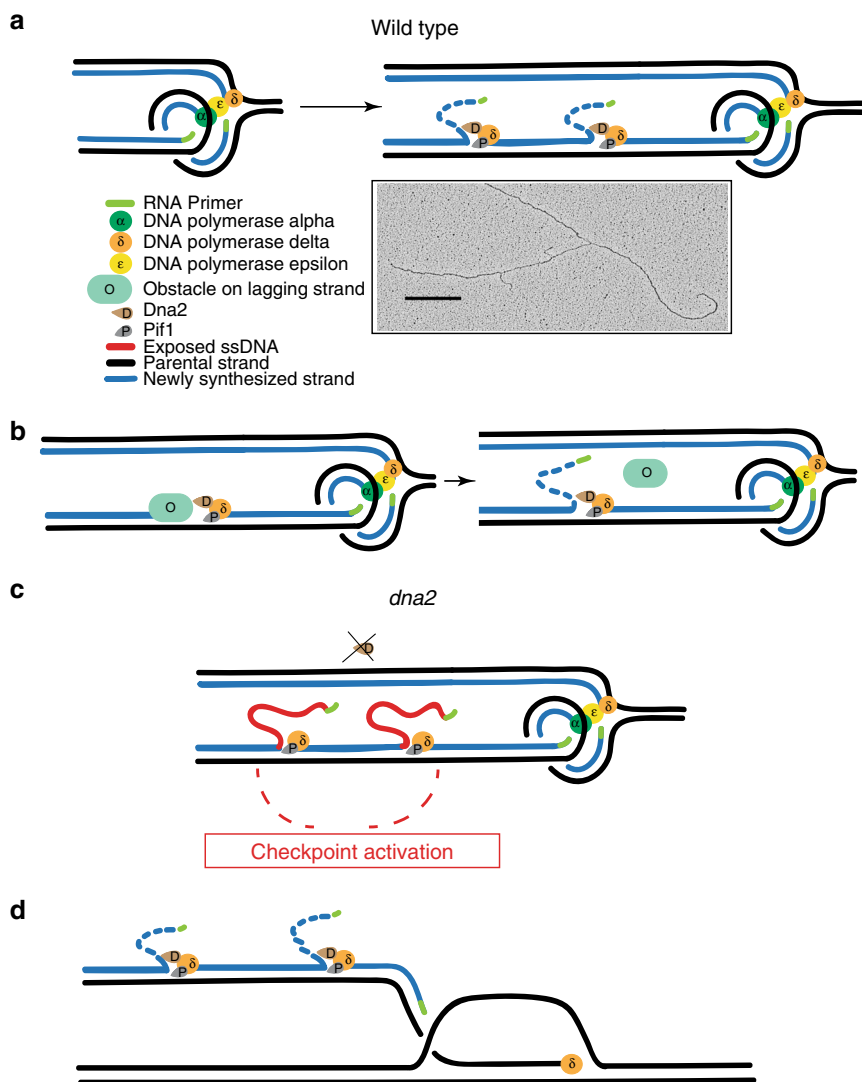 a
Wild type
ε δ
α
D δ
P
D δ
P
ε δ
α
RNA Primer
α DNA polymerase alpha
δ DNA polymerase delta
ε DNA polymerase epsilon
O Obstacle on lagging strand
D Dna2
P Pif1
Exposed ssDNA
Parental strand
Newly synthesized strand
b
O D δ
P
δ
ε
α
O
D δ
P
δ
ε
α
c
dna2
D
P δ
P δ
ε δ
α
Checkpoint activation
d
D δ
P
D δ
P
δ